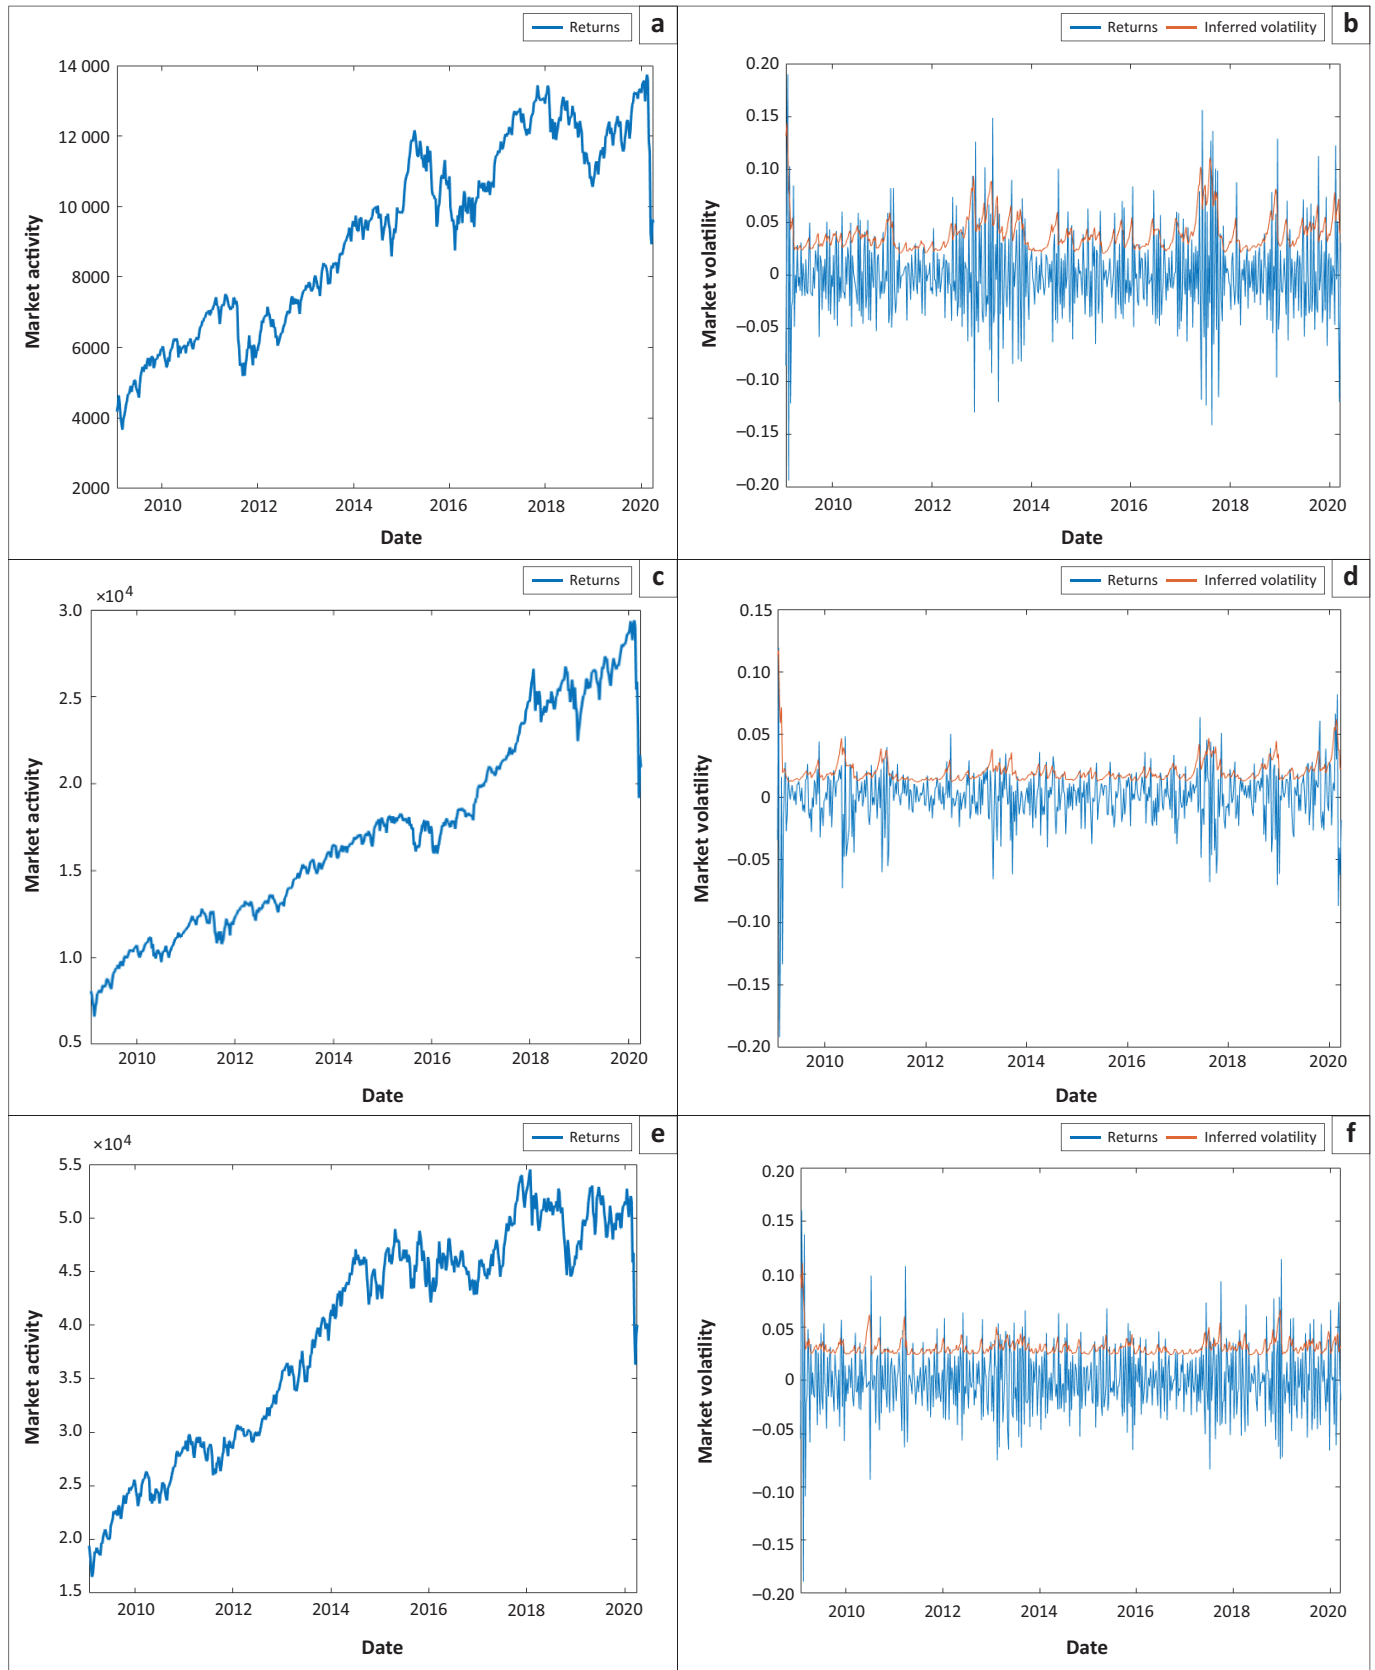 Returns
a
14 000
12 000
10 000
8000
6000
4000
2000
Market activity
2010 2012 2014 2016 2018 2020
Date
Returns Inferred volatility
b
0.20
0.15
0.10
0.05
0
–0.05
–0.10
–0.15
–0.20
Market volatility
2010 2012 2014 2016 2018 2020
Date
Returns
c
×10⁴
3.0
2.5
2.0
1.5
1.0
0.5
Market activity
2010 2012 2014 2016 2018 2020
Date
Returns Inferred volatility
d
0.15
0.10
0.05
0
–0.05
–0.10
–0.15
–0.20
Market volatility
2010 2012 2014 2016 2018 2020
Date
Returns
e
×10⁴
5.5
5.0
4.5
4.0
3.5
3.0
2.5
2.0
1.5
Market activity
2010 2012 2014 2016 2018 2020
Date
Returns Inferred volatility
f
0.20
0.15
0.10
0.05
0
–0.05
–0.10
–0.15
–0.20
Market volatility
2010 2012 2014 2016 2018 2020
Date